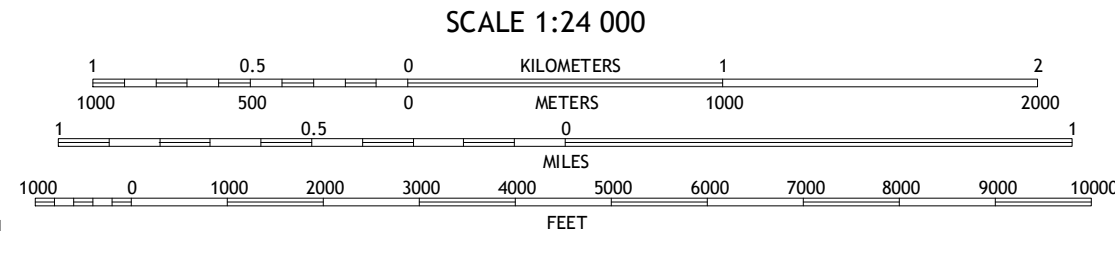 SCALE 1:24 000
1 0.5 0 KILOMETERS 1 2
1000 500 0 METERS 1000 2000
1 0.5 0 1
MILES
1000 0 1000 2000 3000 4000 5000 6000 7000 8000 9000 10000
FEET